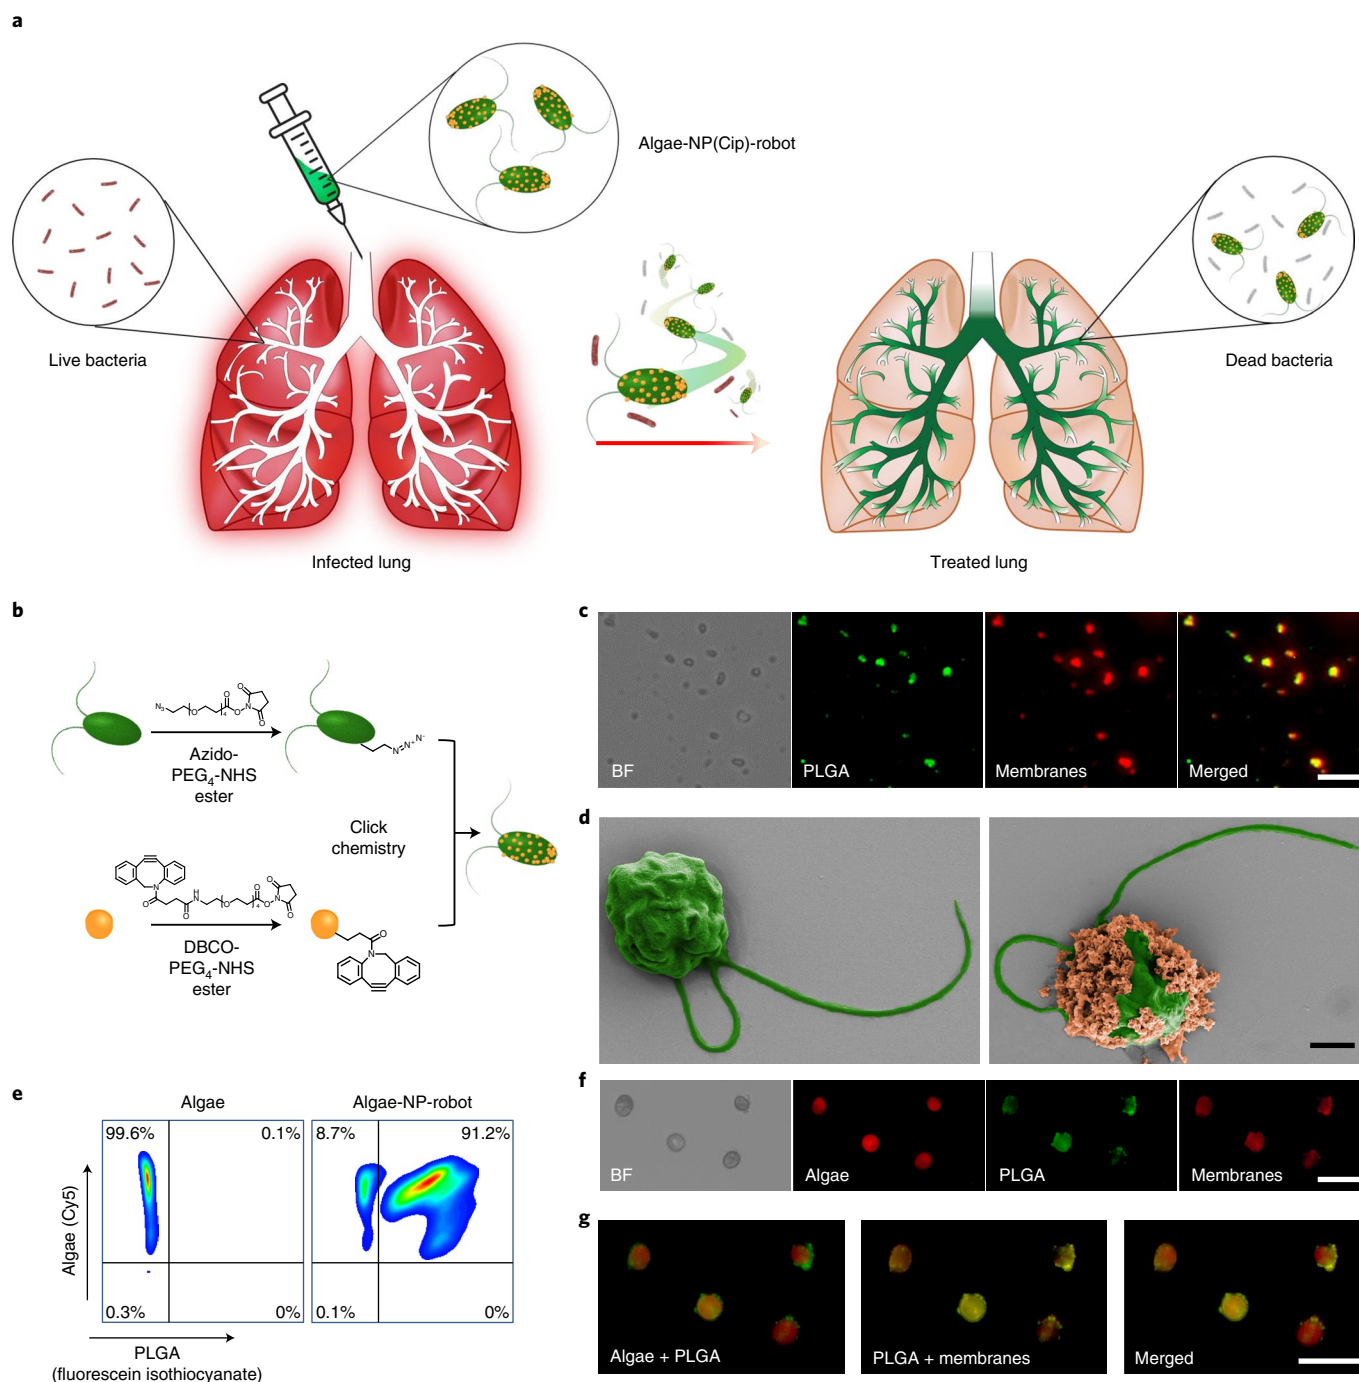 a
Algae-NP(Cip)-robot
Live bacteria
Dead bacteria
Infected lung
Treated lung
b
N3
O
4
O
O
N
O
O
Azido-
PEG4-NHS
ester
N N N-
Click
chemistry
N
O
O
H
N
O
4
O
O
N
O
O
DBCO-
PEG4-NHS
ester
O
N
c
BF
PLGA
Membranes
Merged
d
e
Algae
Algae-NP-robot
99.6%
0.1%
8.7%
91.2%
0.3%
0%
0.1%
0%
Algae (Cy5)
PLGA
(fluorescein isothiocyanate)
f
BF
Algae
PLGA
Membranes
g
Algae + PLGA
PLGA + membranes
Merged